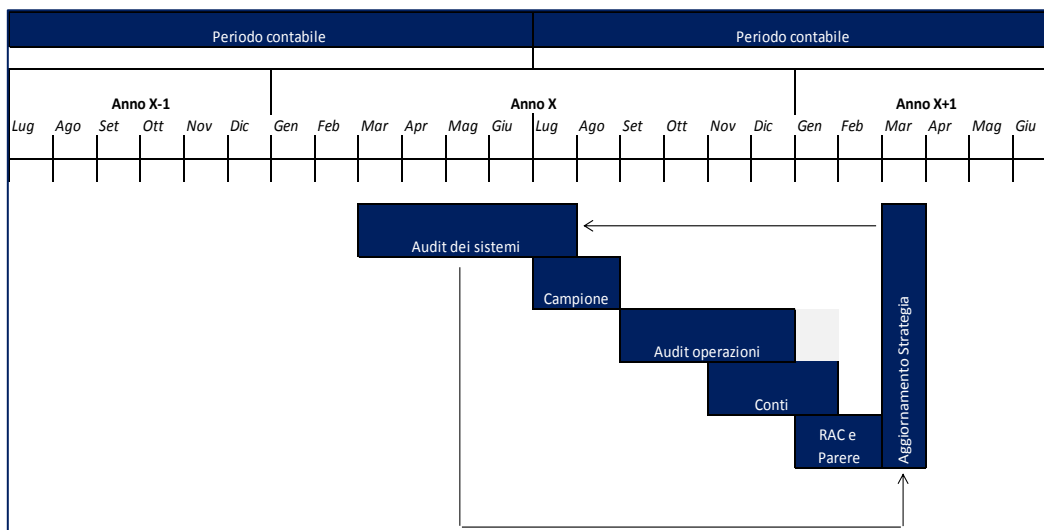 Periodo contabile Periodo contabile
Anno X-1 Anno X Anno X+1
Lug Ago Set Ott Nov Dic Gen Feb Mar Apr Mag Giu Lug Ago Set Ott Nov Dic Gen Feb Mar Apr Mag Giu
Audit dei sistemi
Campione
Audit operazioni
Conti
RAC e
Parere
Aggiornamento Strategia